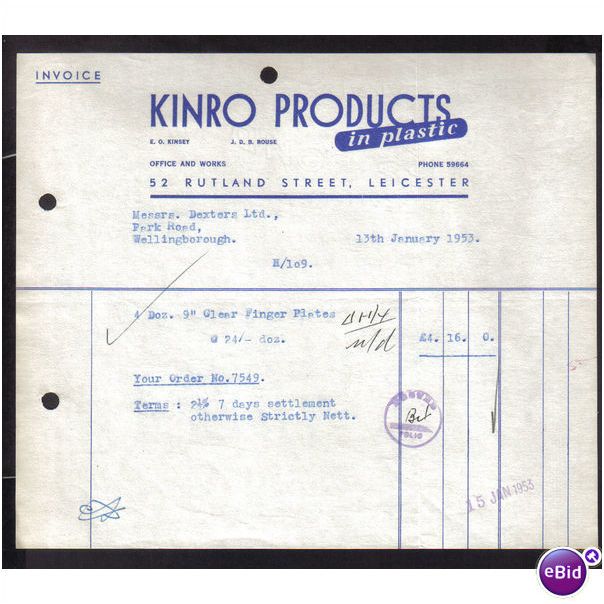 INVOICE
KINRO PRODUCTS
in plastic
E. O. KINSEY J. D. B. ROUSE
OFFICE AND WORKS PHONE 59664
52 RUTLAND STREET, LEICESTER
Messrs. Dexters Ltd.,
Park Road,
Wellingborough. 13th January 1953.
H/109.
4 Doz. 9" Clear Finger Plates
@ 24/- doz. £4. 16. 0.
Your Order No.7549.
Terms : 2½% 7 days settlement
otherwise Strictly Nett.
FOLIO
15 JAN 1953
eBid